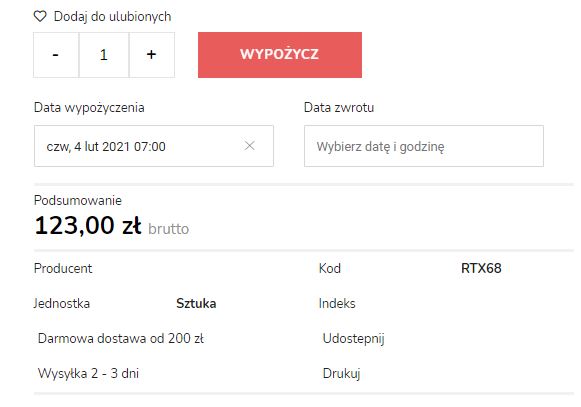 Dodaj do ulubionych
- 1 + WYPOŻYCZ
Data wypożyczenia Data zwrotu
czw, 4 lut 2021 07:00 Wybierz datę i godzinę
Podsumowanie
123,00 zł brutto
Producent Kod RTX68
Jednostka Sztuka Indeks
Darmowa dostawa od 200 zł Udostepnij
Wysyłka 2 - 3 dni Drukuj